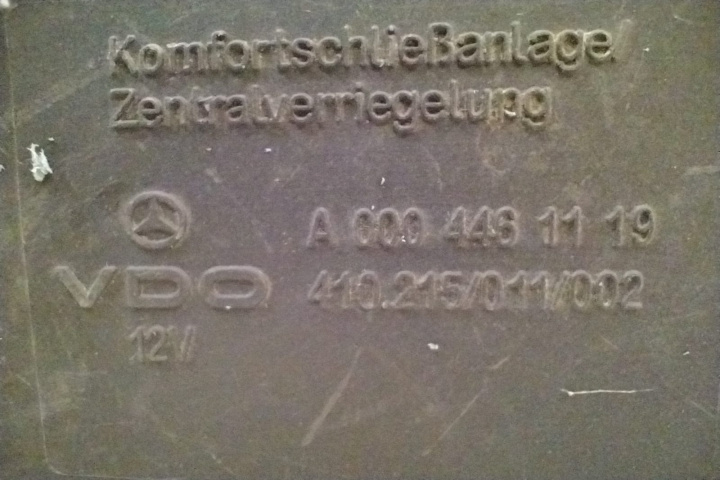 Komfortschließanlage
Zentralverriegelung
A 000 446 11 19
VDO 410.215/011/002
12V